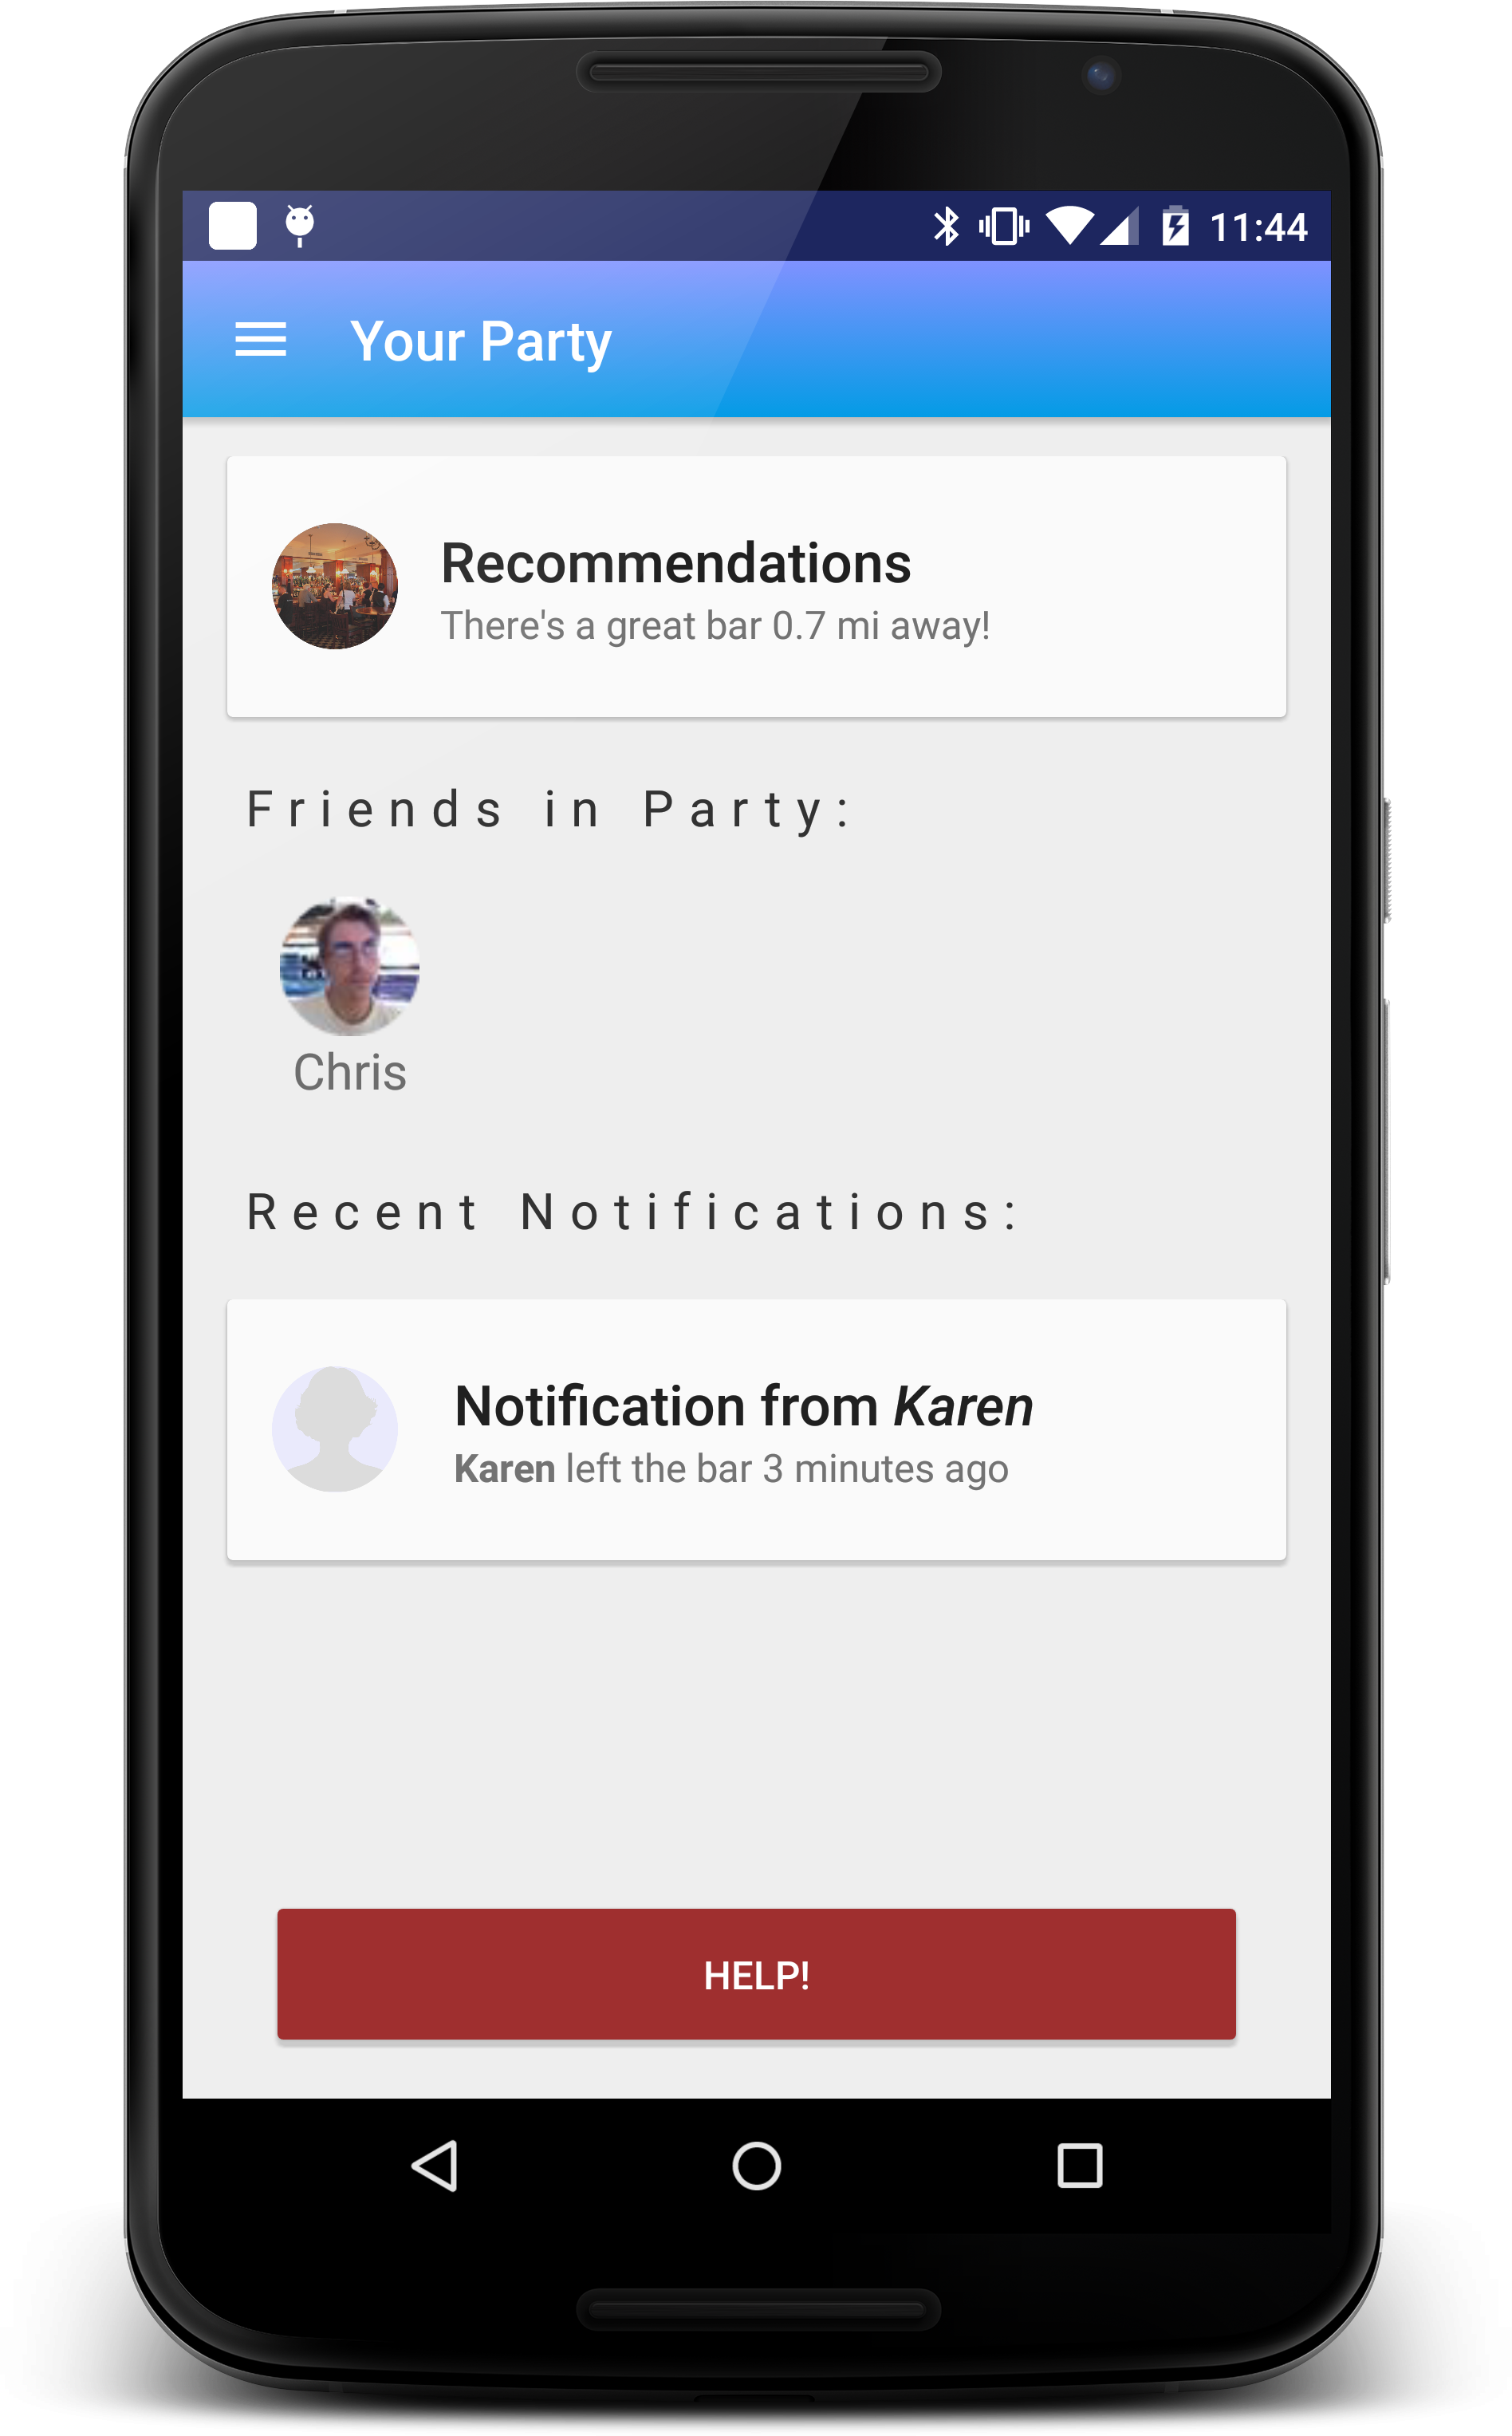 11:44
Your Party
Recommendations
There's a great bar 0.7 mi away!
Friends in Party:
Chris
Recent Notifications:
Notification from Karen
Karen left the bar 3 minutes ago
HELP!